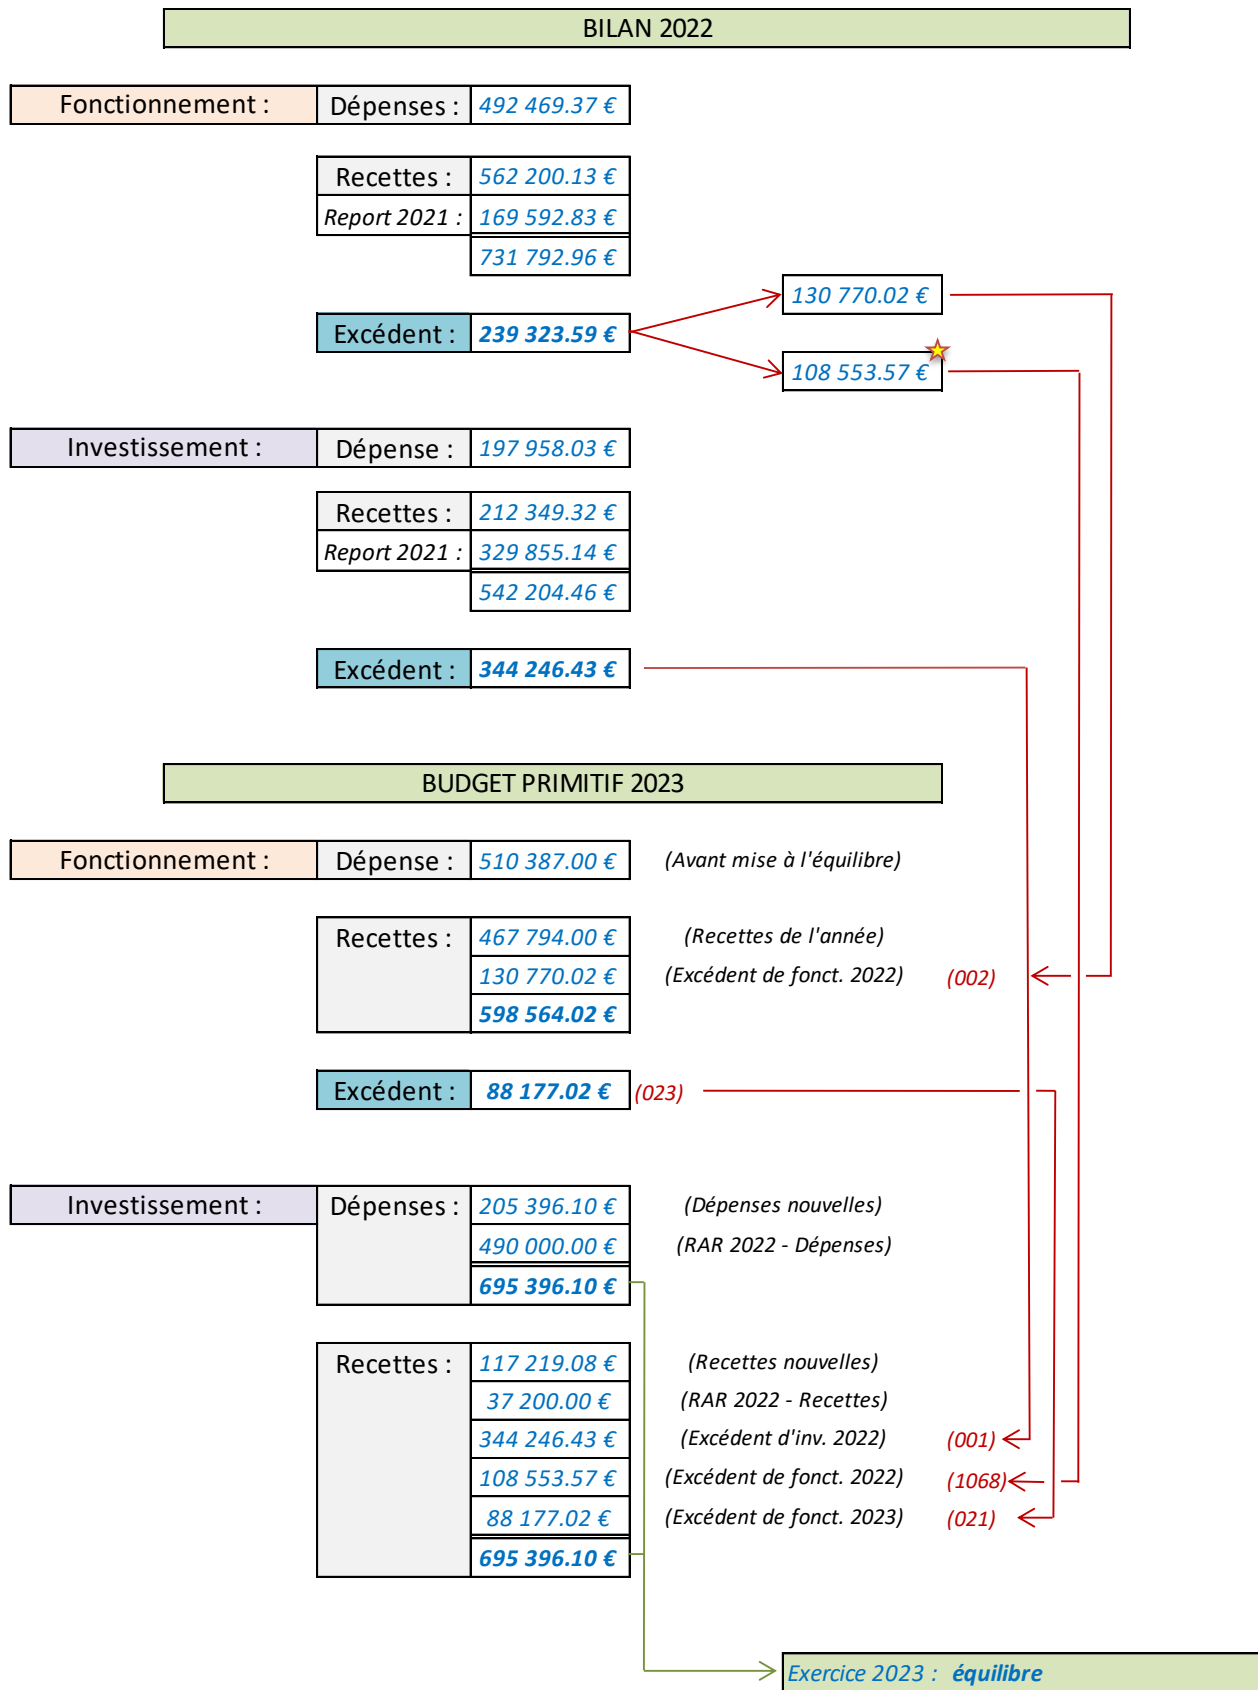 BILAN 2022
Fonctionnement : Dépenses : 492 469.37 €
Recettes : 562 200.13 €
Report 2021 : 169 592.83 €
731 792.96 €
130 770.02 €
Excédent : 239 323.59 €
108 553.57 €
Investissement : Dépense : 197 958.03 €
Recettes : 212 349.32 €
Report 2021 : 329 855.14 €
542 204.46 €
Excédent : 344 246.43 €
BUDGET PRIMITIF 2023
Fonctionnement : Dépense : 510 387.00 € (Avant mise à l'équilibre)
Recettes : 467 794.00 € (Recettes de l'année)
130 770.02 € (Excédent de fonct. 2022) (002)
598 564.02 €
Excédent : 88 177.02 € (023)
Investissement : Dépenses : 205 396.10 € (Dépenses nouvelles)
490 000.00 € (RAR 2022 - Dépenses)
695 396.10 €
Recettes : 117 219.08 € (Recettes nouvelles)
37 200.00 € (RAR 2022 - Recettes)
344 246.43 € (Excédent d'inv. 2022) (001)
108 553.57 € (Excédent de fonct. 2022) (1068)
88 177.02 € (Excédent de fonct. 2023) (021)
695 396.10 €
Exercice 2023 : équilibre